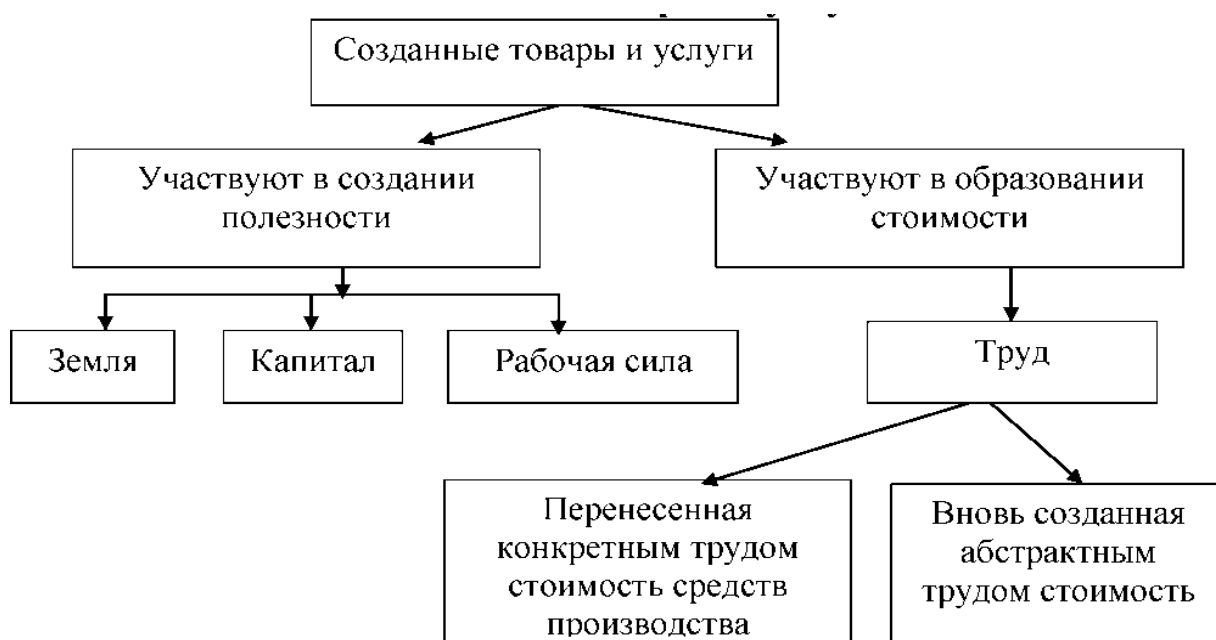 Созданные товары и услуги
Участвуют в создании
полезности
Участвуют в образовании
стоимости
Земля
Капитал
Рабочая сила
Труд
Перенесенная
конкретным трудом
стоимость средств
производства
Вновь созданная
абстрактным
трудом стоимость